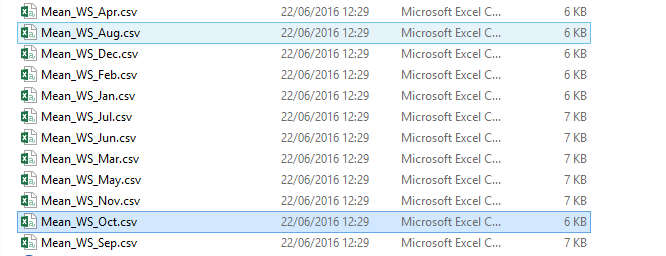 Mean_WS_Apr.csv 22/06/2016 12:29 Microsoft Excel C... 6 KB
Mean_WS_Aug.csv 22/06/2016 12:29 Microsoft Excel C... 6 KB
Mean_WS_Dec.csv 22/06/2016 12:29 Microsoft Excel C... 6 KB
Mean_WS_Feb.csv 22/06/2016 12:29 Microsoft Excel C... 6 KB
Mean_WS_Jan.csv 22/06/2016 12:29 Microsoft Excel C... 6 KB
Mean_WS_Jul.csv 22/06/2016 12:29 Microsoft Excel C... 7 KB
Mean_WS_Jun.csv 22/06/2016 12:29 Microsoft Excel C... 7 KB
Mean_WS_Mar.csv 22/06/2016 12:29 Microsoft Excel C... 7 KB
Mean_WS_May.csv 22/06/2016 12:29 Microsoft Excel C... 7 KB
Mean_WS_Nov.csv 22/06/2016 12:29 Microsoft Excel C... 7 KB
Mean_WS_Oct.csv 22/06/2016 12:29 Microsoft Excel C... 6 KB
Mean_WS_Sep.csv 22/06/2016 12:29 Microsoft Excel C... 7 KB